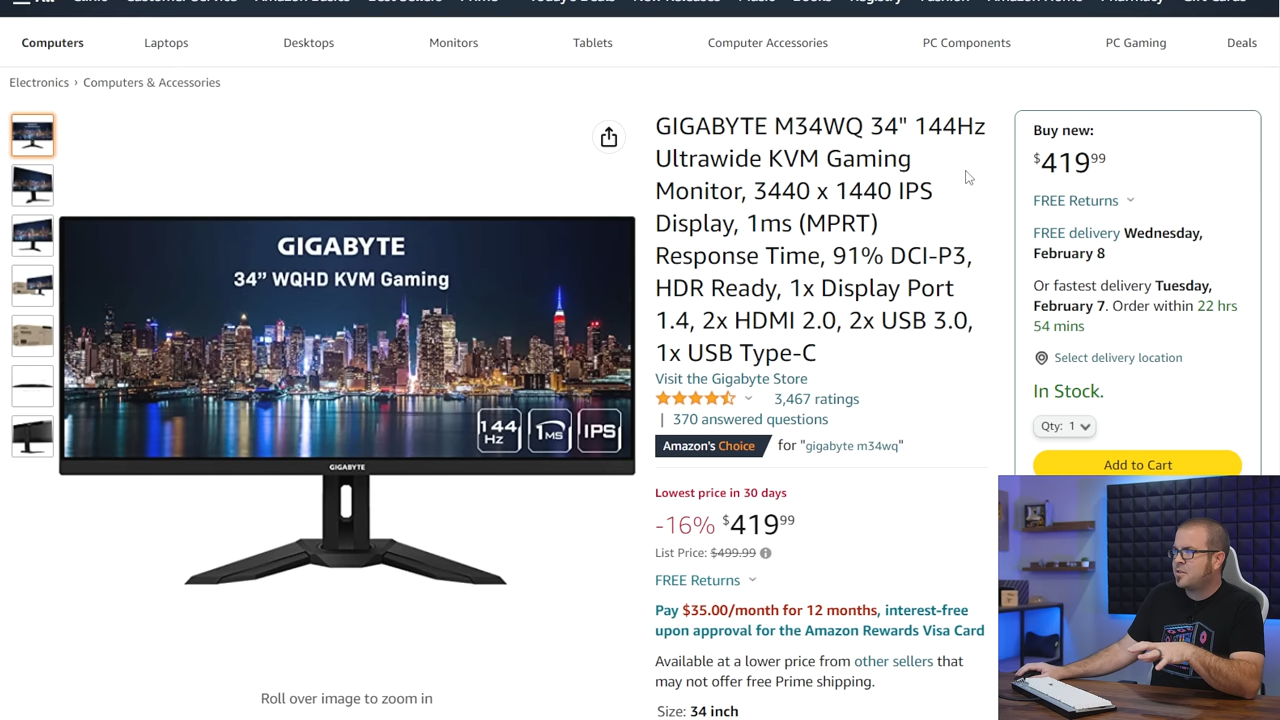 Computers
Laptops
Desktops
Monitors
Tablets
Computer Accessories
PC Components
PC Gaming
Deals
Electronics › Computers & Accessories
GIGABYTE
34” WQHD KVM Gaming
144
Hz
1MS
IPS
GIGABYTE
Roll over image to zoom in
GIGABYTE M34WQ 34" 144Hz
Ultrawide KVM Gaming
Monitor, 3440 x 1440 IPS
Display, 1ms (MPRT)
Response Time, 91% DCI-P3,
HDR Ready, 1x Display Port
1.4, 2x HDMI 2.0, 2x USB 3.0,
1x USB Type-C
Visit the Gigabyte Store
3,467 ratings
| 370 answered questions
Amazon's Choice for "gigabyte m34wq"
Lowest price in 30 days
-16% $419 99
List Price: $499.99
FREE Returns
Pay $35.00/month for 12 months, interest-free
upon approval for the Amazon Rewards Visa Card
Available at a lower price from other sellers that
may not offer free Prime shipping.
Size: 34 inch
Buy new:
$419 99
FREE Returns
FREE delivery Wednesday,
February 8
Or fastest delivery Tuesday,
February 7. Order within 22 hrs
54 mins
Select delivery location
In Stock.
Qty: 1
Add to Cart